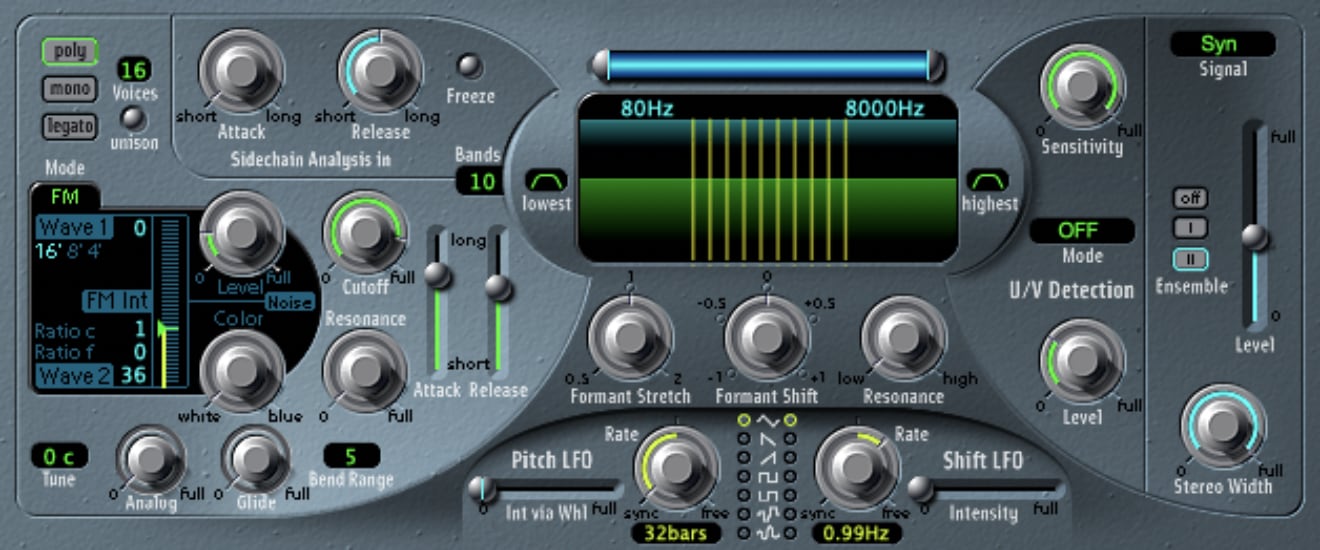 poly
mono
legato
Mode
16
Voices
unison
short Attack long
short Release long
Freeze
Sidechain Analysis in
Bands
10
FM
Wave 1 0
16' 8' 4'
FM Int
Ratio c 1
Ratio f 0
Wave 2 36
0 Level full
Noise
Color
white blue
0 Cutoff full
Resonance
0 full
long
short
Attack Release
0 c
Tune
0 Analog full
0 Glide full
5
Bend Range
80Hz 8000Hz
lowest
highest
0.5 1 2
Formant Stretch
-1 -0.5 0 +0.5 +1
Formant Shift
low high
Resonance
Pitch LFO
0 Int via Whl full
Rate
sync free
32bars
Rate
sync free
0.99Hz
Shift LFO
Intensity full
0 full
Sensitivity
OFF
Mode
U/V Detection
0 full
Level
Syn
Signal
off
I
II
Ensemble
full
0
Level
0 full
Stereo Width